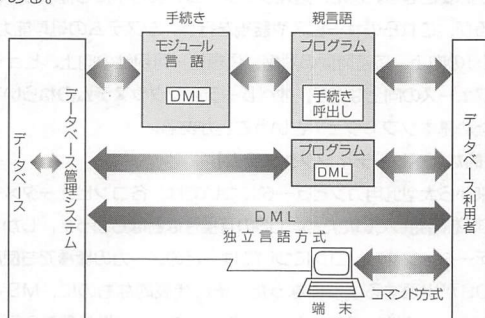 ある。
手続き
親言語
モジュール
言語
DML
プログラム
手続き
呼出し
プログラム
DML
データベース
データベース管理システム
データベース利用者
DML
独立言語方式
端末
コマンド方式